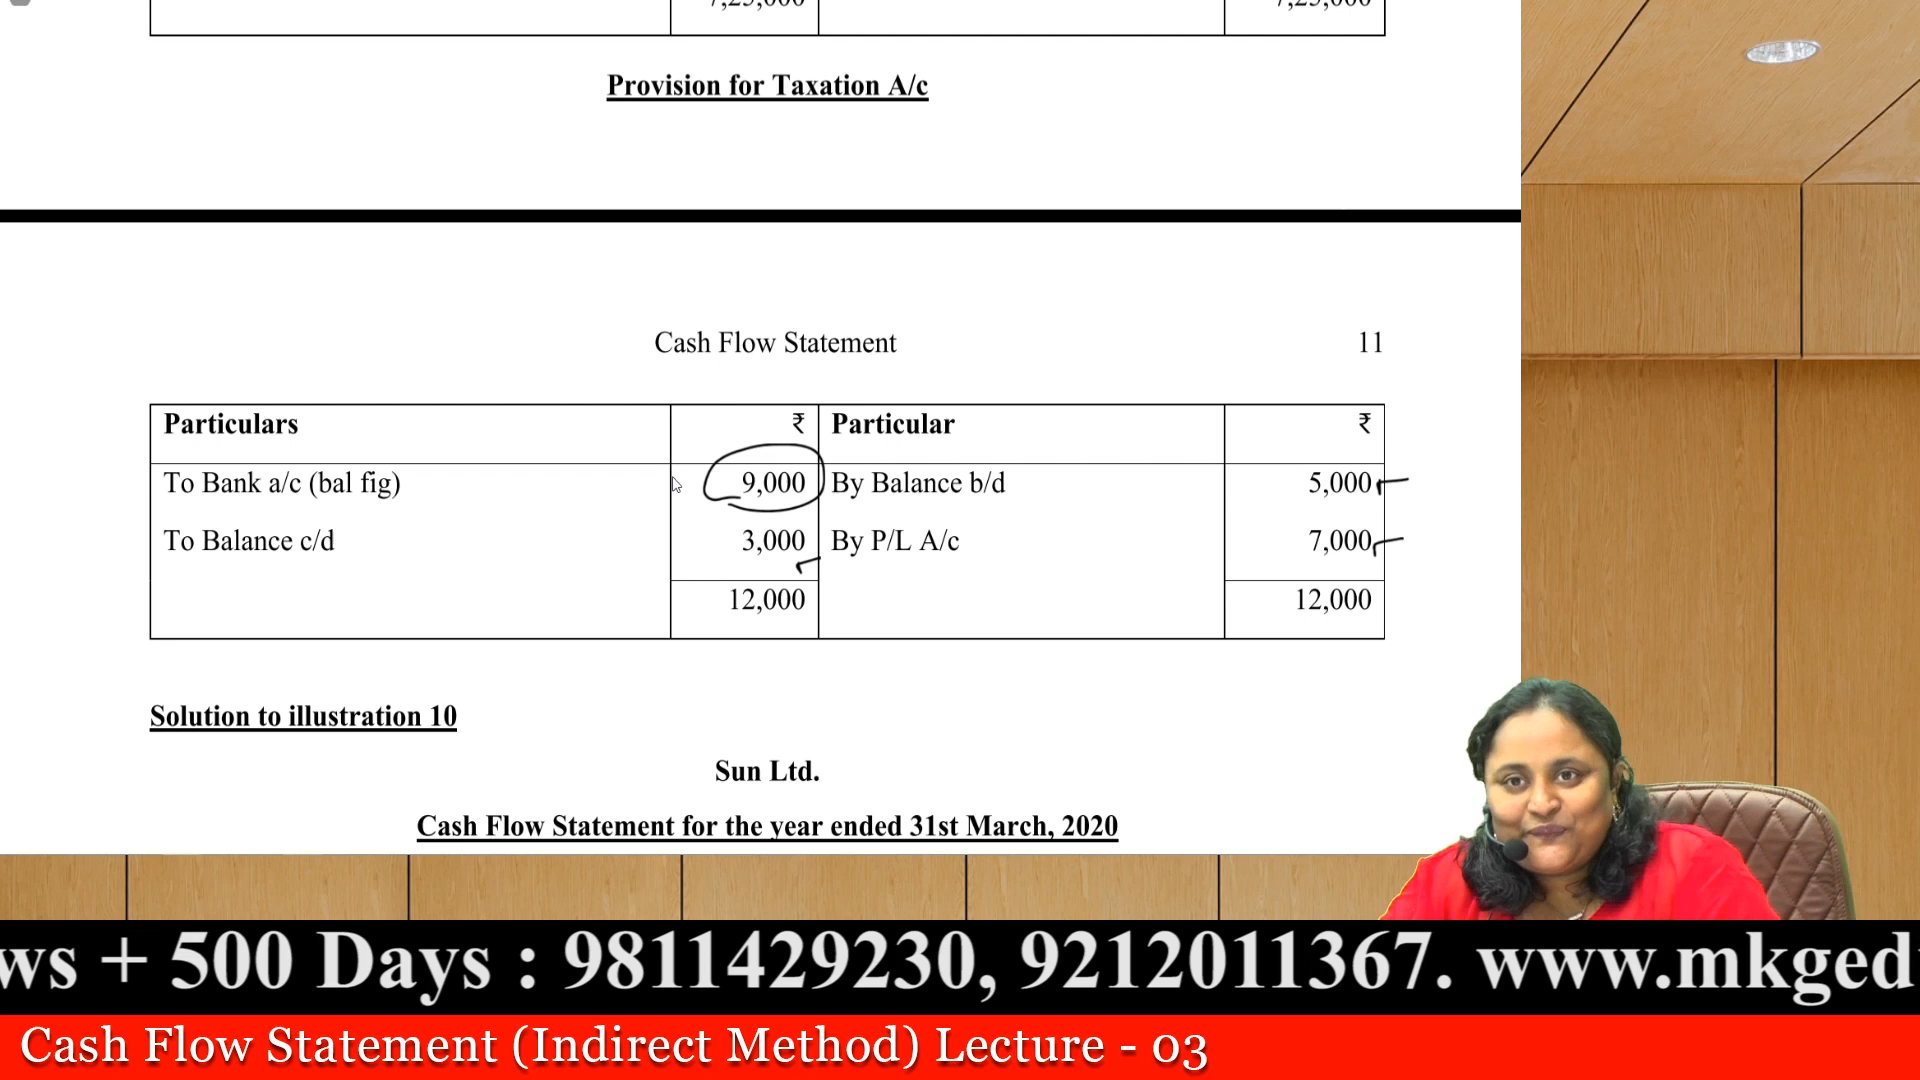 Provision for Taxation A/c
Cash Flow Statement 11
Particulars ₹ Particular ₹
To Bank a/c (bal fig) 9,000 By Balance b/d 5,000
To Balance c/d 3,000 By P/L A/c 7,000
12,000 12,000
Solution to illustration 10
Sun Ltd.
Cash Flow Statement for the year ended 31st March, 2020
ws + 500 Days : 9811429230, 9212011367. www.mkged
Cash Flow Statement (Indirect Method) Lecture - 03